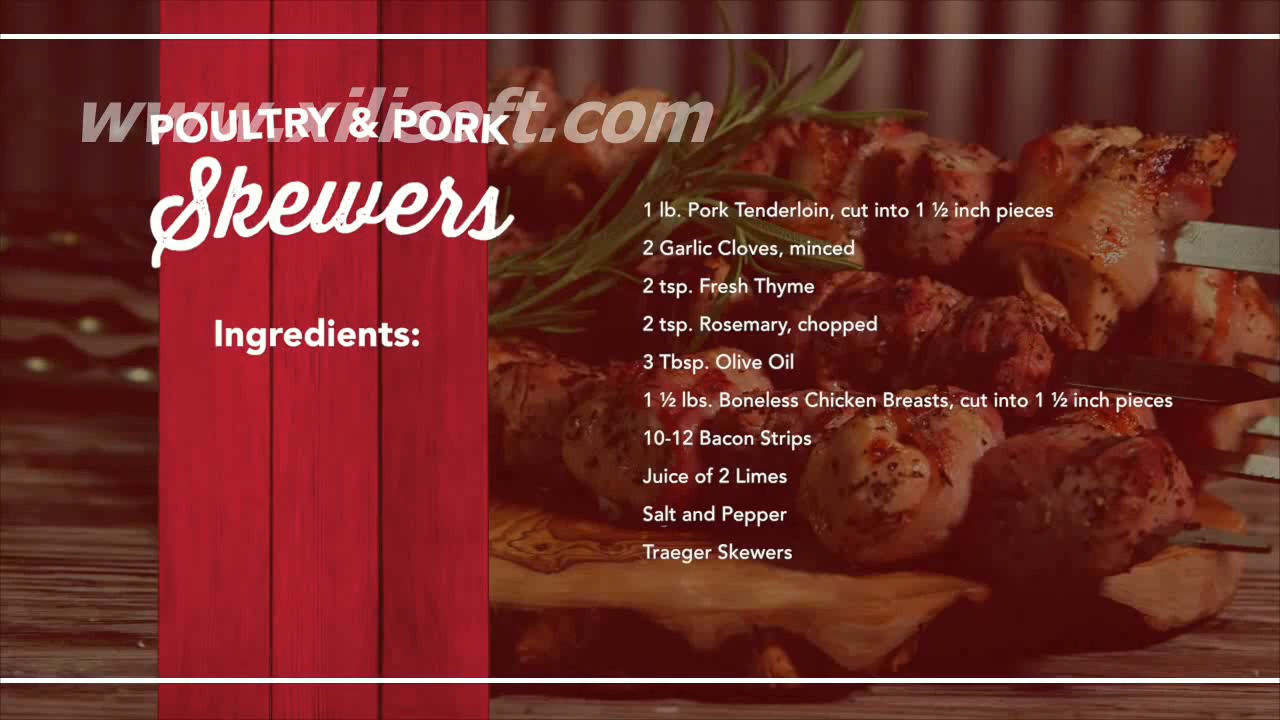 www.xilisoft.com
POULTRY & PORK
Skewers
Ingredients:
1 lb. Pork Tenderloin, cut into 1 ½ inch pieces
2 Garlic Cloves, minced
2 tsp. Fresh Thyme
2 tsp. Rosemary, chopped
3 Tbsp. Olive Oil
1 ½ lbs. Boneless Chicken Breasts, cut into 1 ½ inch pieces
10-12 Bacon Strips
Juice of 2 Limes
Salt and Pepper
Traeger Skewers